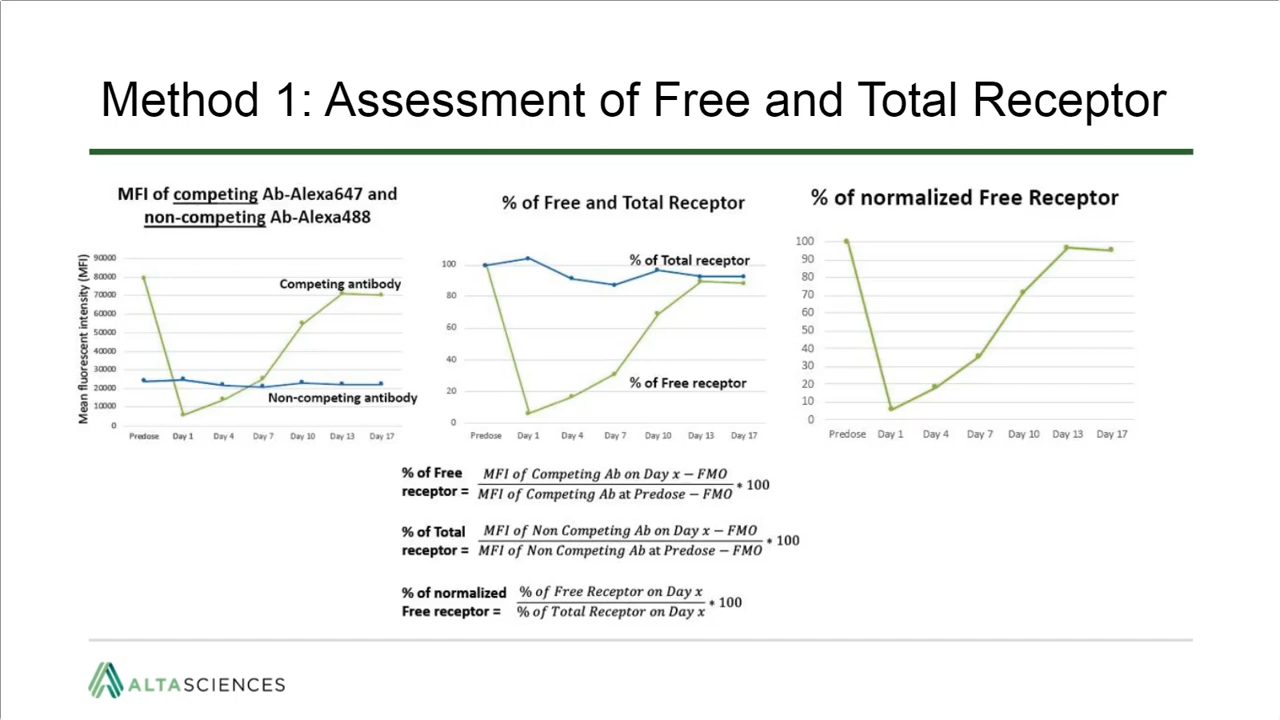 Method 1: Assessment of Free and Total Receptor
MFI of competing Ab-Alexa647 and
non-competing Ab-Alexa488
Mean fluorescent intensity (MFI)
90000
80000
70000
60000
50000
40000
30000
20000
10000
0
Competing antibody
Non-competing antibody
Predose Day 1 Day 4 Day 7 Day 10 Day 13 Day 17
% of Free and Total Receptor
100
80
60
40
20
0
% of Total receptor
% of Free receptor
Predose Day 1 Day 4 Day 7 Day 10 Day 13 Day 17
% of normalized Free Receptor
100
90
80
70
60
50
40
30
20
10
0
Predose Day 1 Day 4 Day 7 Day 10 Day 13 Day 17
% of Free
receptor =
MFI of Competing Ab on Day x − FMO
MFI of Competing Ab at Predose − FMO
* 100
% of Total
receptor =
MFI of Non Competing Ab on Day x − FMO
MFI of Non Competing Ab at Predose − FMO
* 100
% of normalized
Free receptor =
% of Free Receptor on Day x
% of Total Receptor on Day x
* 100
ALTASCIENCES